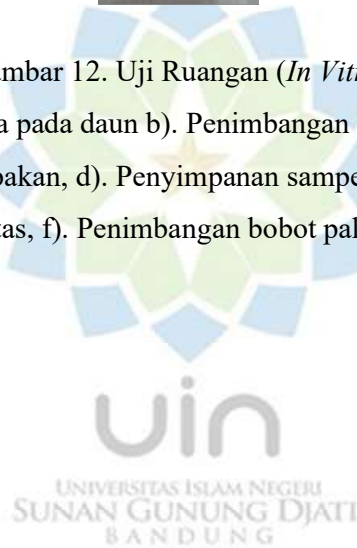 mbar 12. Uji Ruangan (In Vit
a pada daun b). Penimbangan
pakan, d). Penyimpanan sampe
tas, f). Penimbangan bobot pal
uin
UNIVERSITAS ISLAM NEGERI
SUNAN GUNUNG DJATI
BANDUNG